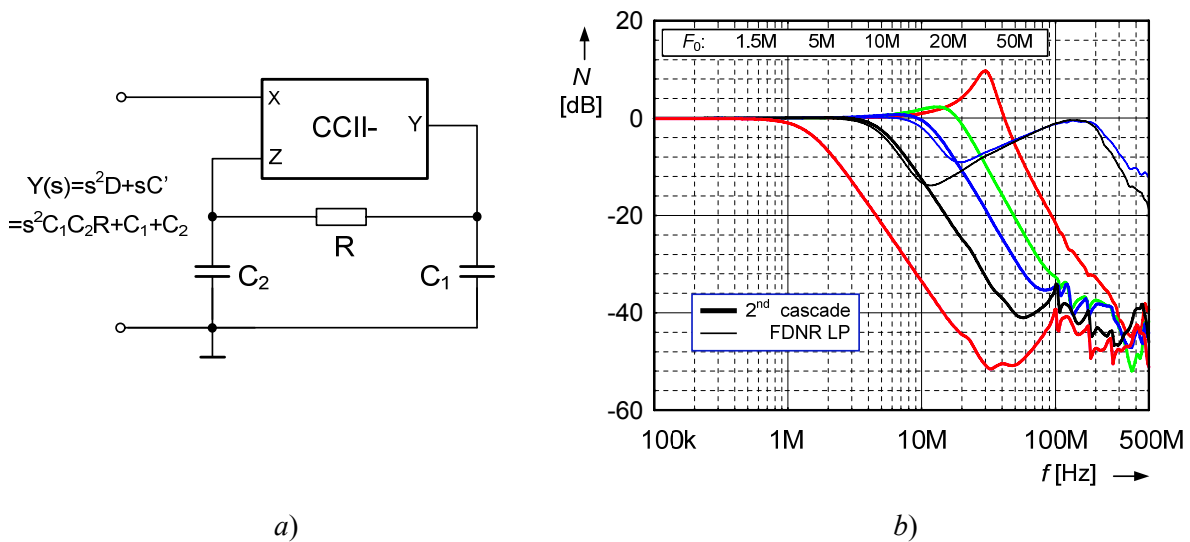 X
CCII-
Y
Z
Y(s)=s²D+sC'
=s²C₁C₂R+C₁+C₂
R
C₂
C₁
a)
N
[dB]
20
0
-20
-40
-60
F₀: 1.5M 5M 10M 20M 50M
2ⁿᵈ cascade
FDNR LP
100k 1M 10M 100M 500M
f [Hz]
b)